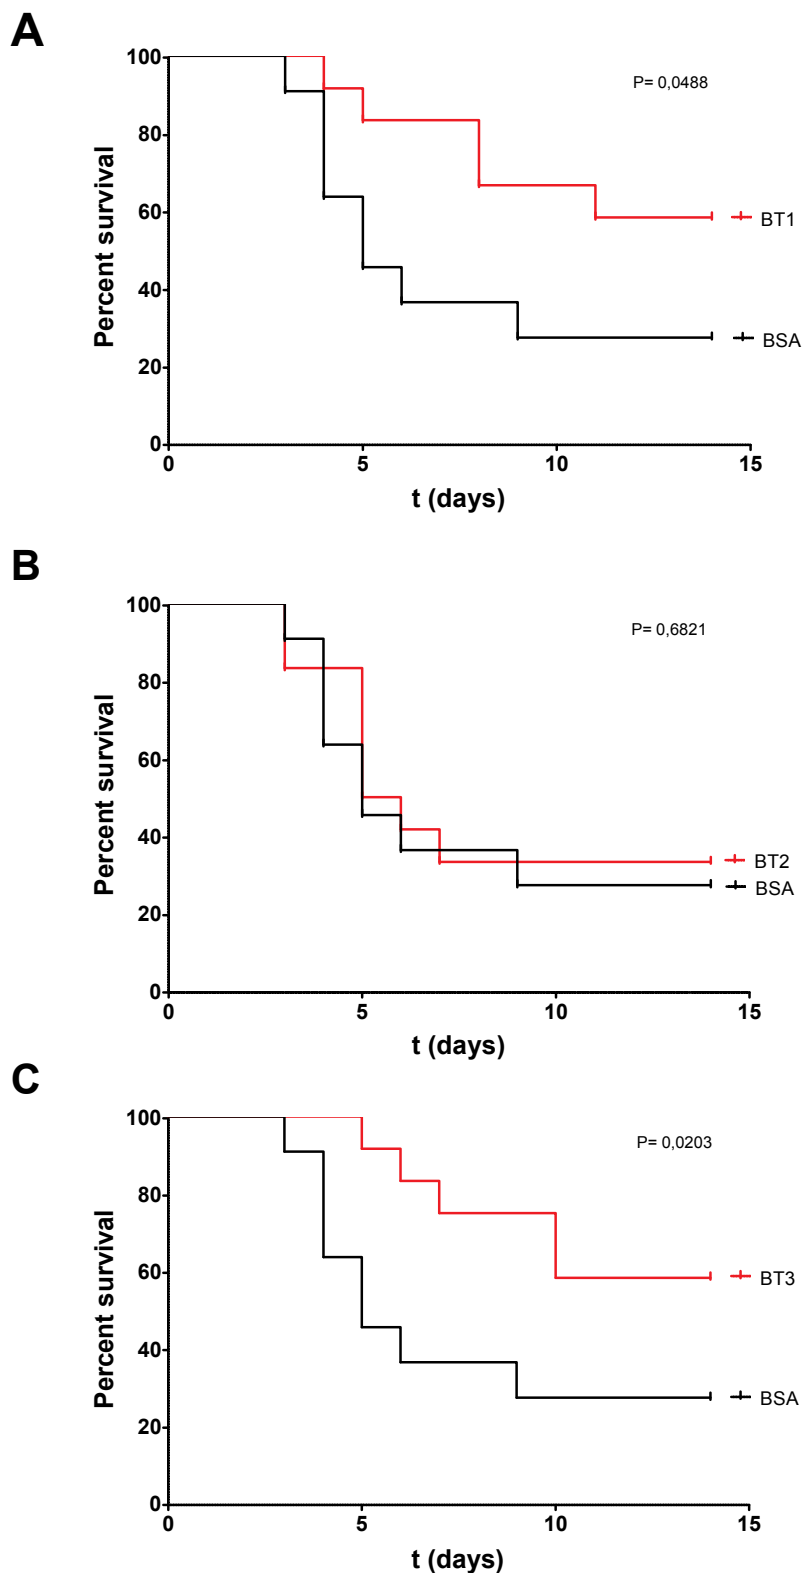 A
100
80
60
40
20
0
Percent survival
P= 0,0488
BT1
BSA
0 5 10 15
t (days)
B
100
80
60
40
20
0
Percent survival
P= 0,6821
BT2
BSA
0 5 10 15
t (days)
C
100
80
60
40
20
0
Percent survival
P= 0,0203
BT3
BSA
0 5 10 15
t (days)